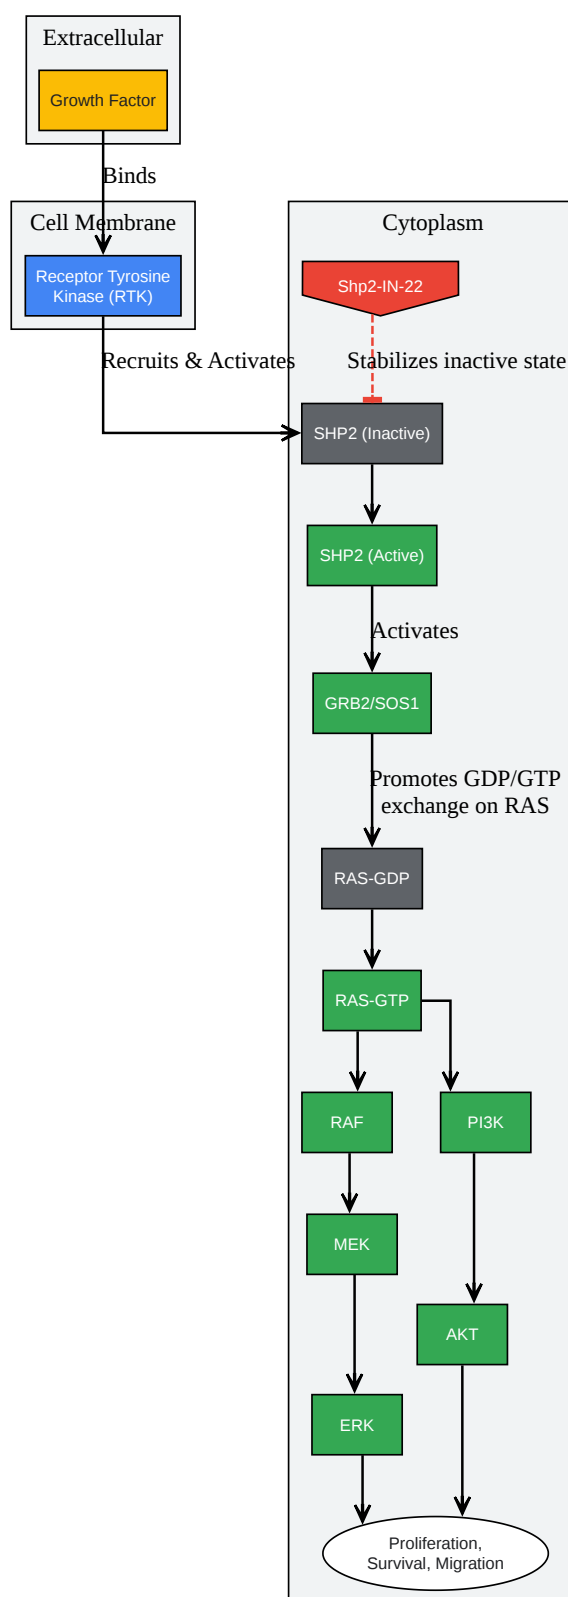 Extracellular
Growth Factor
Binds
Cell Membrane
Receptor Tyrosine
Kinase (RTK)
Recruits & Activates
Cytoplasm
Shp2-IN-22
Stabilizes inactive state
SHP2 (Inactive)
SHP2 (Active)
Activates
GRB2/SOS1
Promotes GDP/GTP
exchange on RAS
RAS-GDP
RAS-GTP
RAF
PI3K
MEK
AKT
ERK
Proliferation,
Survival, Migration